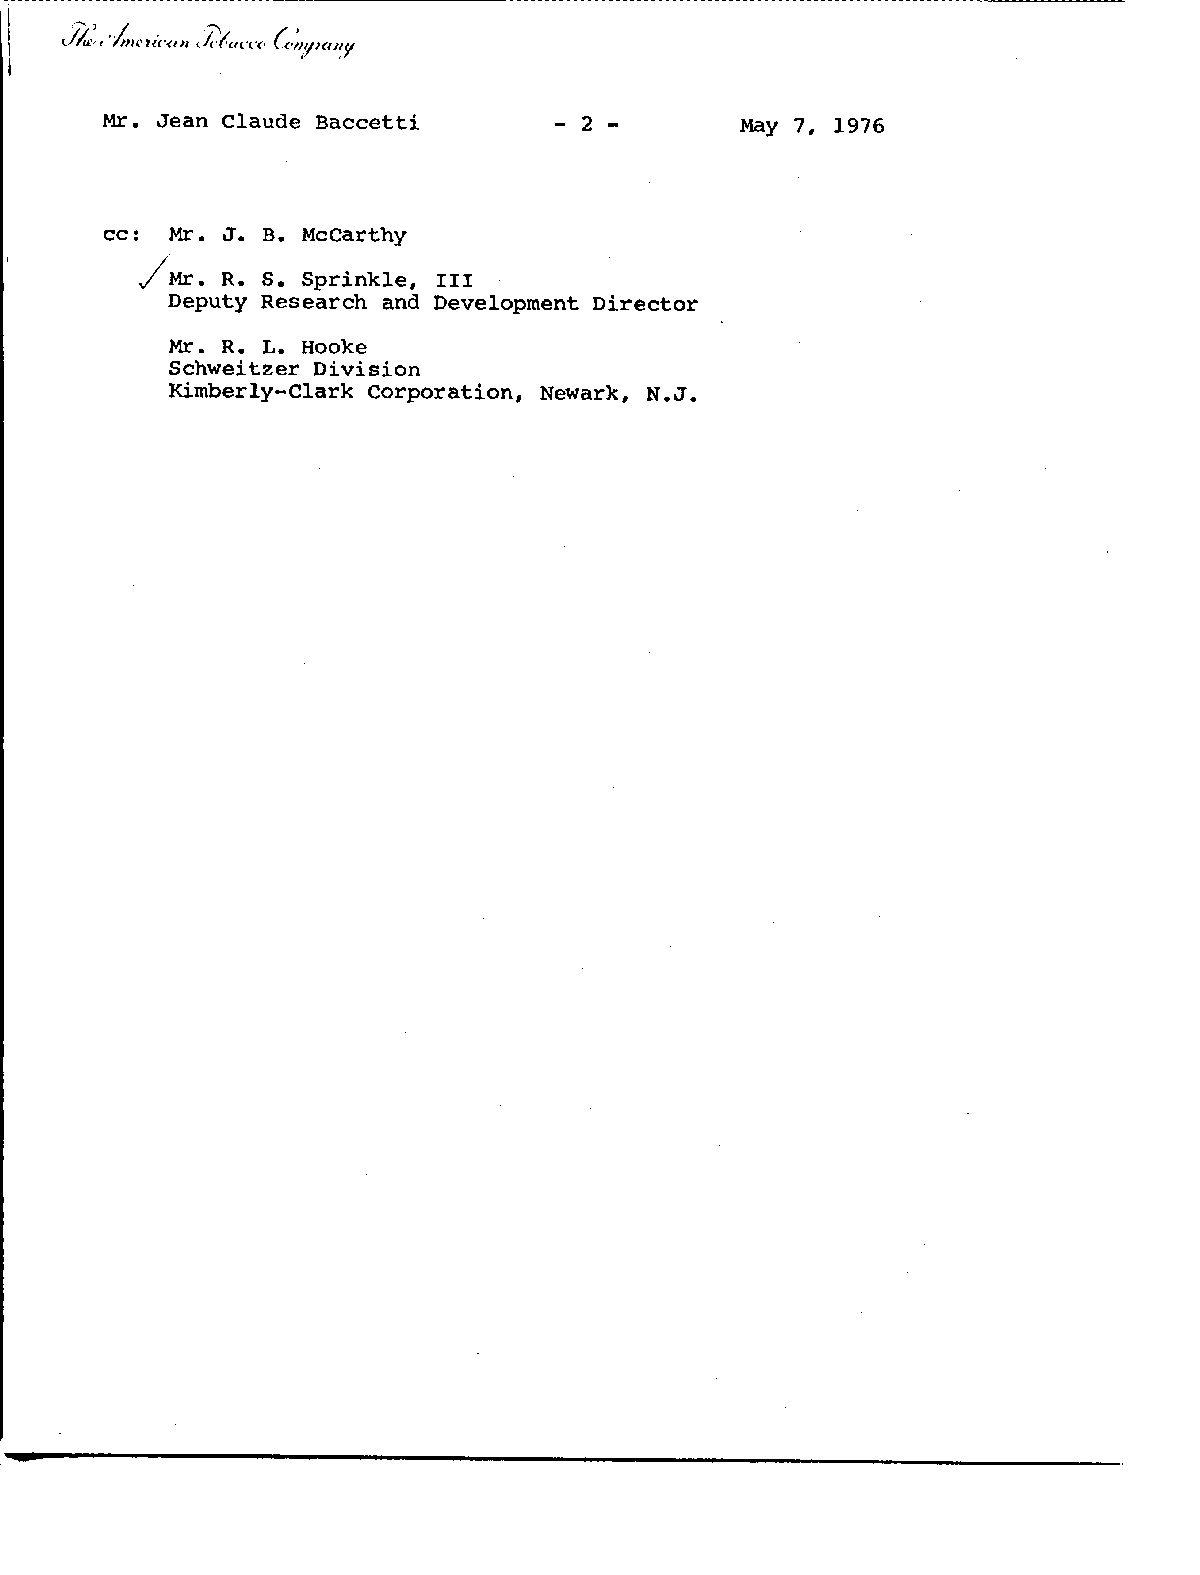 The American Tobacco Company
Mr. Jean Claude Baccetti - 2 - May 7, 1976
cc: Mr. J. B. McCarthy
✓Mr. R. S. Sprinkle, III
Deputy Research and Development Director
Mr. R. L. Hooke
Schweitzer Division
Kimberly-Clark Corporation, Newark, N.J.